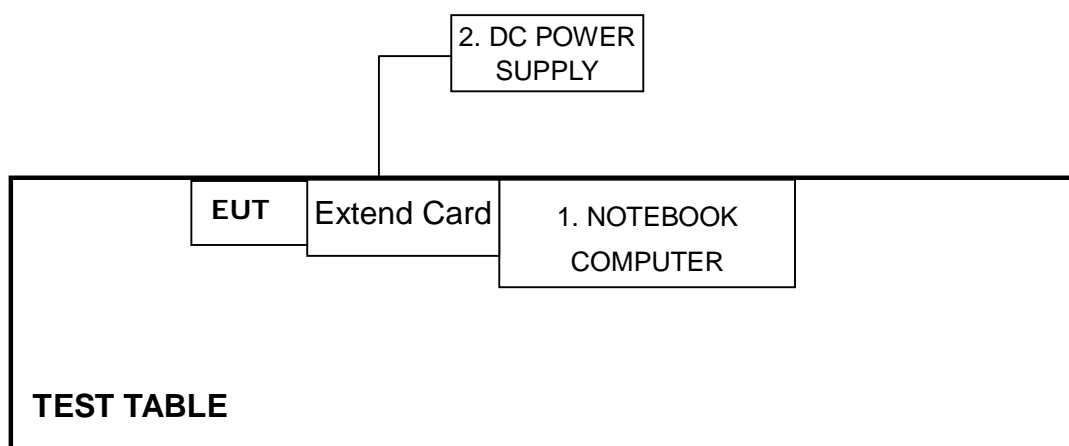 2. DC POWER
SUPPLY
EUT
Extend Card
1. NOTEBOOK
COMPUTER
TEST TABLE